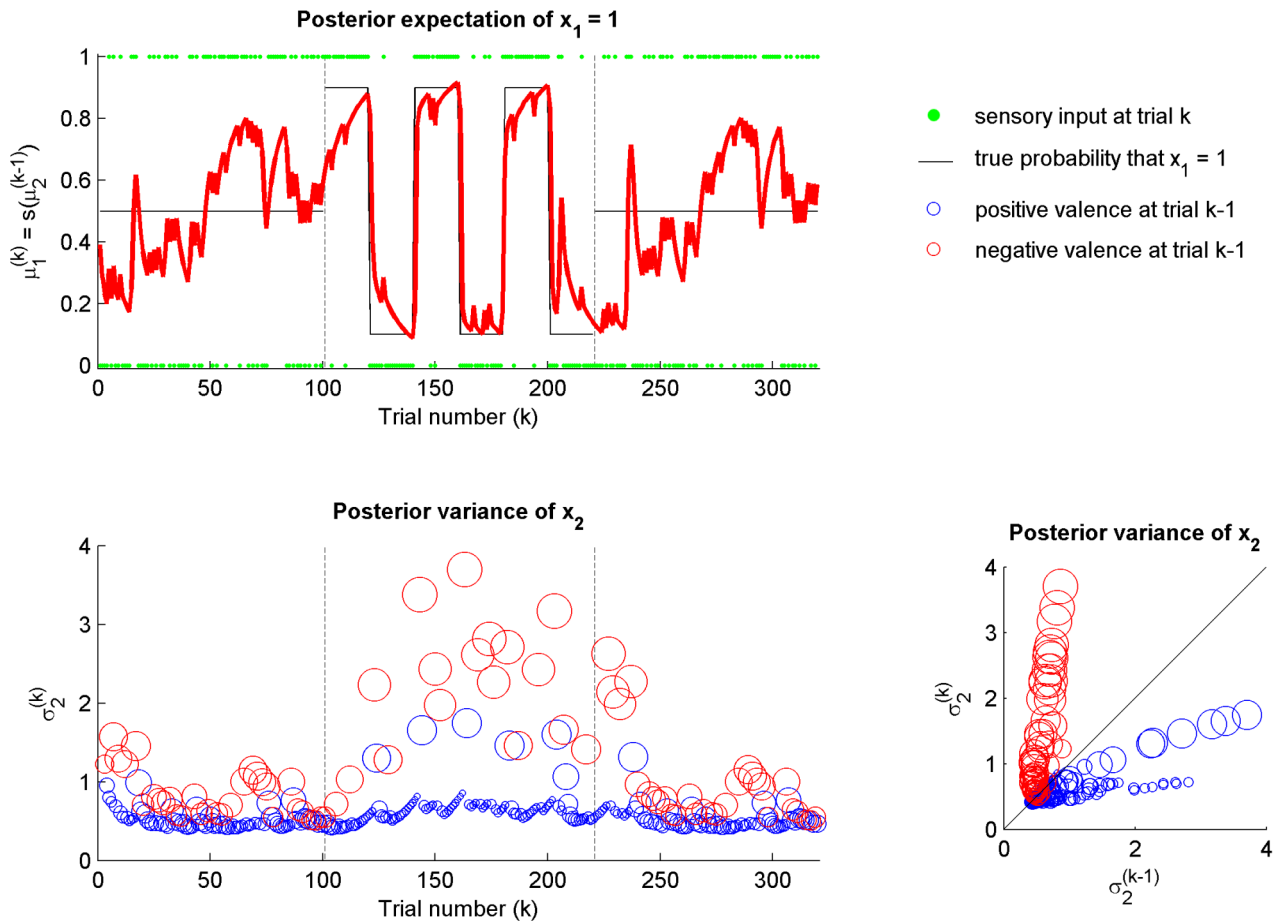 Posterior expectation of x1 = 1
μ1(k) = s(μ2(k-1))
1
0.8
0.6
0.4
0.2
0
0 50 100 150 200 250 300
Trial number (k)
sensory input at trial k
true probability that x1 = 1
positive valence at trial k-1
negative valence at trial k-1
Posterior variance of x2
σ2(k)
4
3
2
1
0
0 50 100 150 200 250 300
Trial number (k)
Posterior variance of x2
σ2(k)
4
3
2
1
0
0 2 4
σ2(k-1)